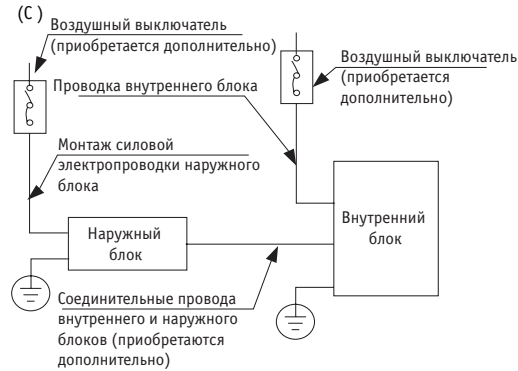 (C)
Воздушный выключатель
(приобретается дополнительно)
Воздушный выключатель
(приобретается
дополнительно)
Проводка внутреннего блока
Монтаж силовой
электропроводки наружного
блока
Наружный
блок
Внутренний
блок
Соединительные провода
внутреннего и наружного
блоков (приобретаются
дополнительно)